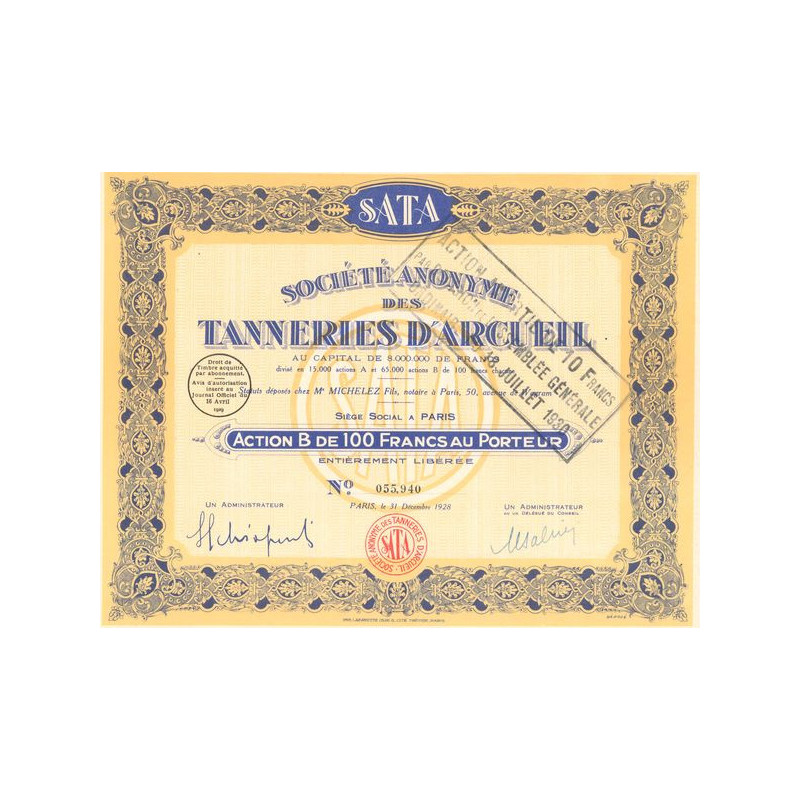 SATA
SOCIÉTÉ ANONYME
DES
TANNERIES D'ARCUEIL
AU CAPITAL DE 8.000.000 DE FRANCS
divisé en 15.000 actions A et 65.000 actions B de 100 francs chacune
Statuts déposés chez Me MICHELEZ Fils, notaire à Paris, 50, avenue de Wagram
SIÈGE SOCIAL A PARIS
ACTION B DE 100 FRANCS AU PORTEUR
ENTIÈREMENT LIBÉRÉE
No 055,940
PARIS, le 31 Décembre 1928
Droit de
Timbre acquitté
par abonnement.
Avis d'autorisation
inséré au
Journal Officiel du
16 Avril
1929
UN ADMINISTRATEUR
UN ADMINISTRATEUR
OU UN DÉLÉGUÉ DU CONSEIL
SOCIÉTÉ ANONYME DES TANNERIES D'ARCUEIL
SATA
ACTION 10 FRANCS
PAR ASSEMBLÉE GÉNÉRALE
JUILLET